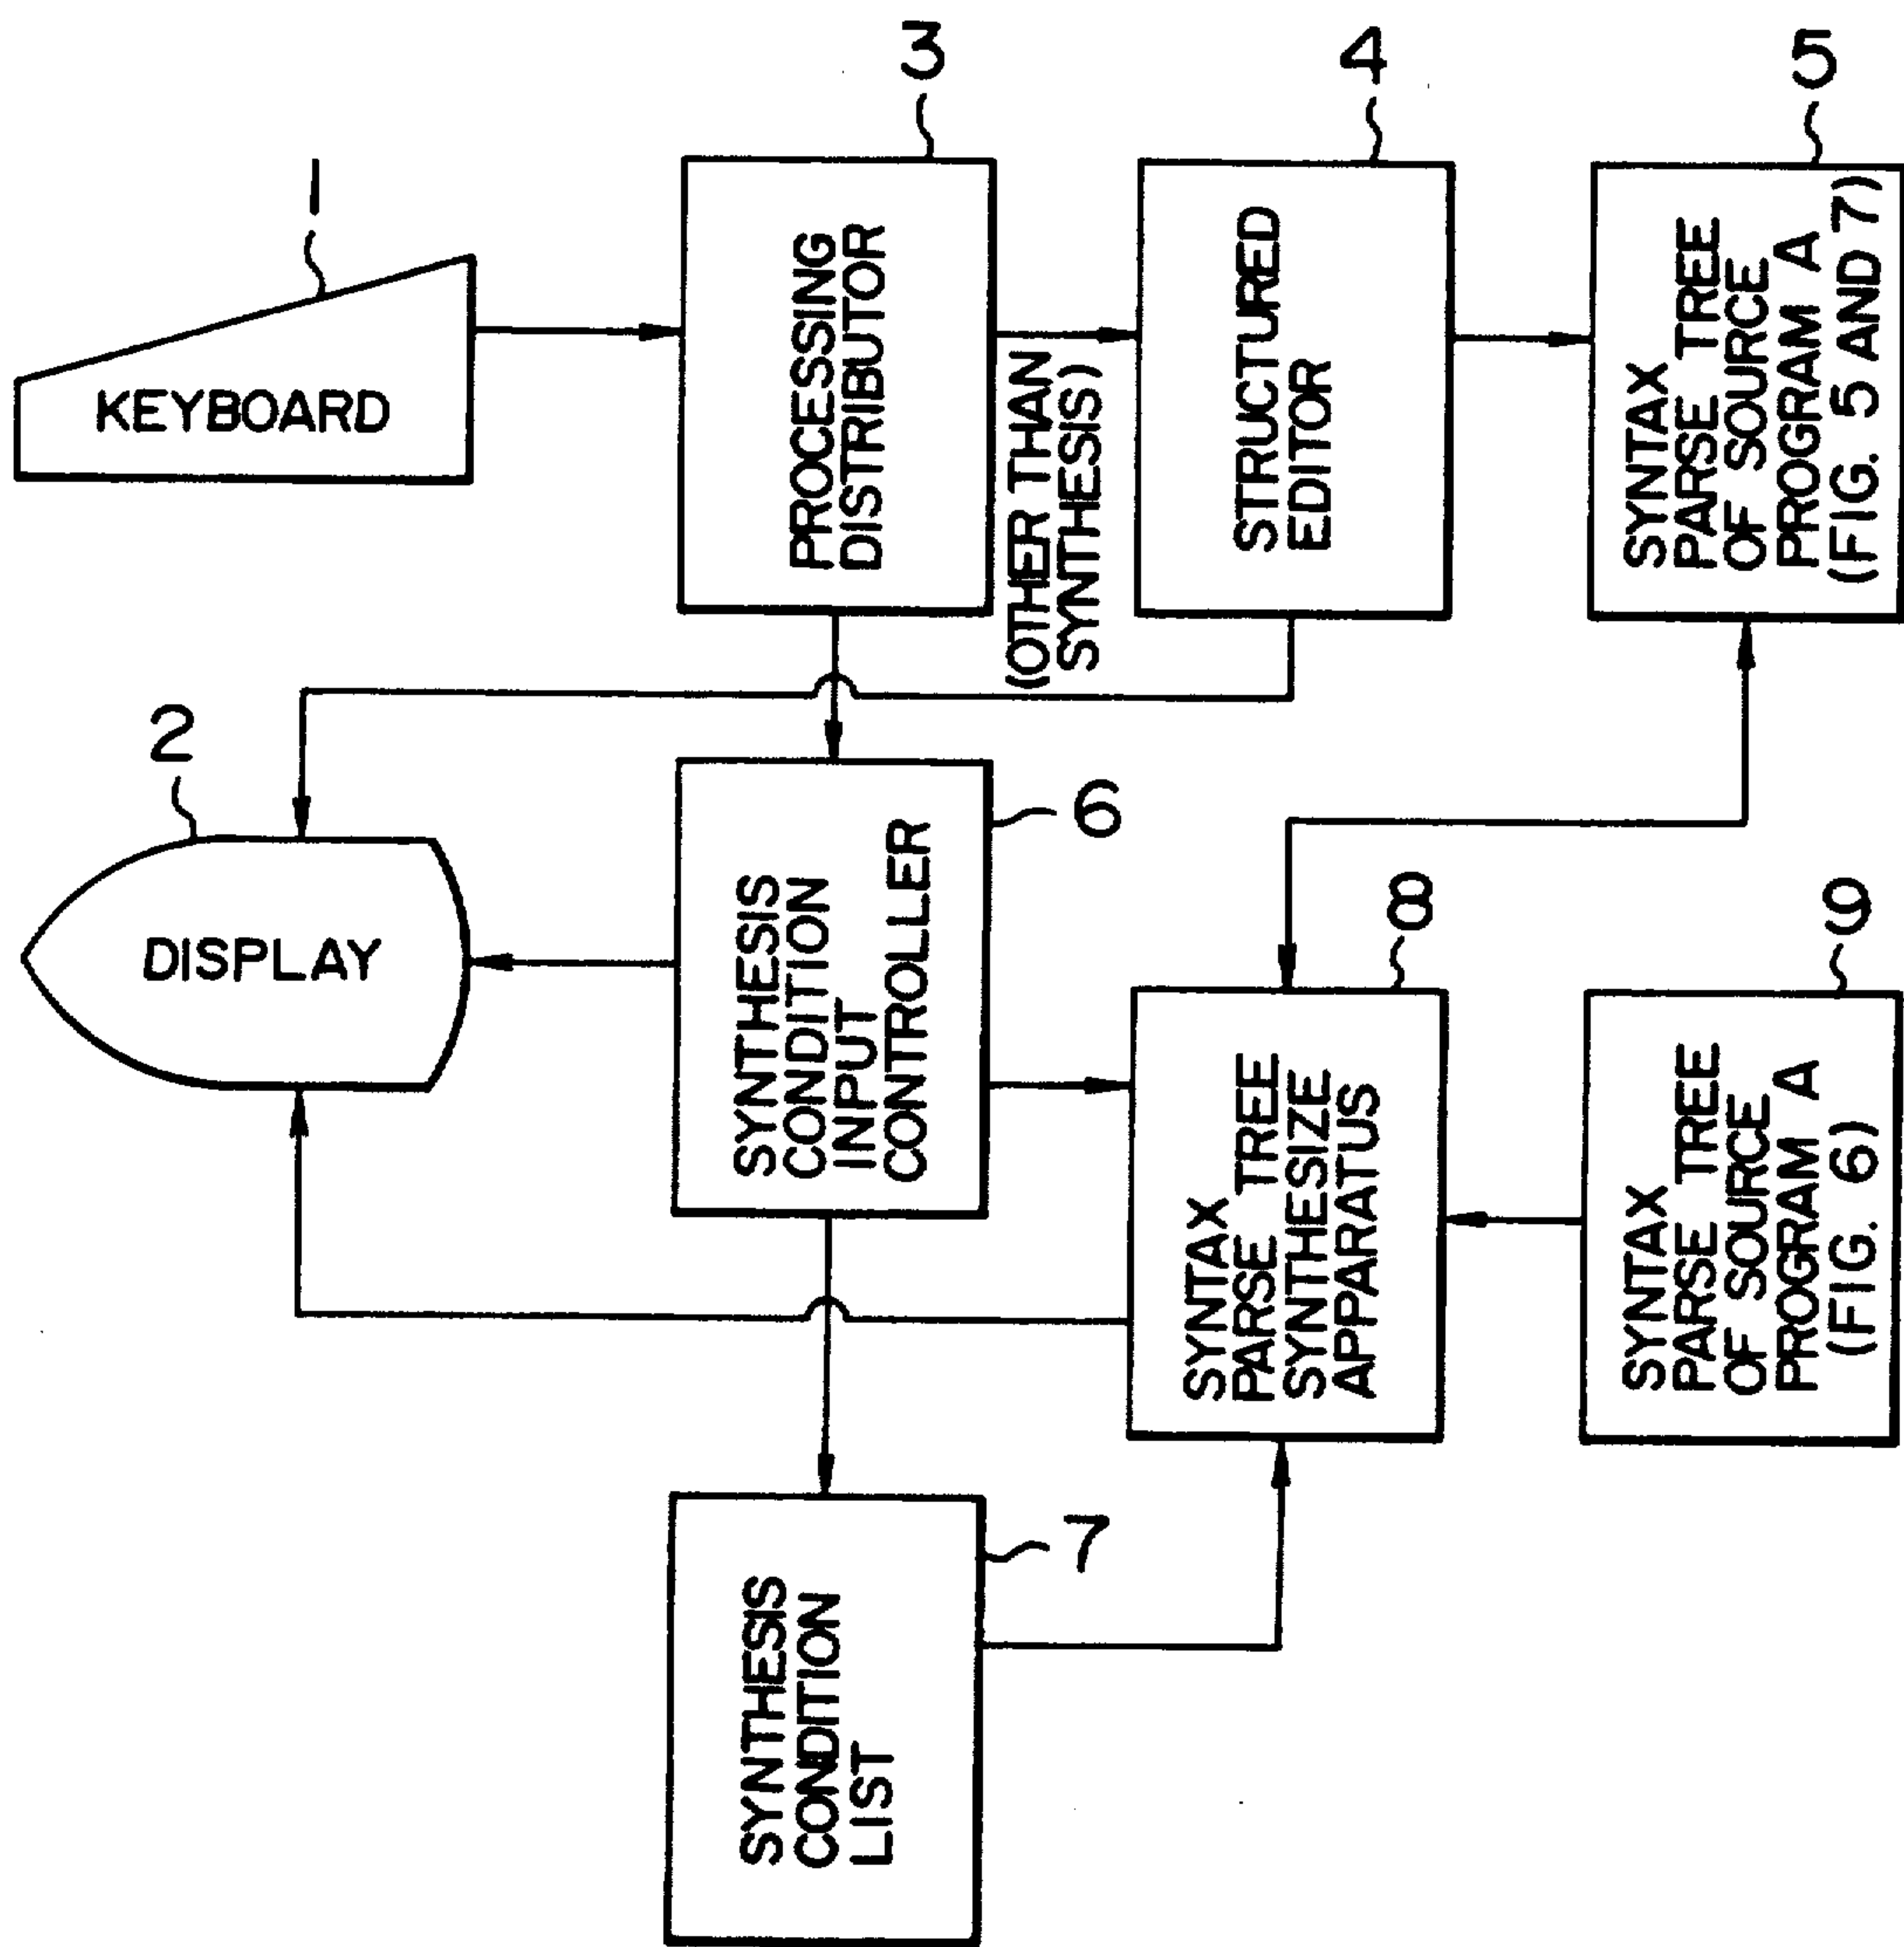 1
KEYBOARD
3
PROCESSING
DISTRIBUTOR
(OTHER THAN
SYNTHESIS)
4
STRUCTURED
EDITOR
5
SYNTAX
PARSE TREE
OF SOURCE
PROGRAM A
(FIG. 5 AND 7)
2
DISPLAY
6
SYNTHESIS
CONDITION
INPUT
CONTROLLER
8
SYNTAX
PARSE TREE
SYNTHESIZE
APPARATUS
9
SYNTAX
PARSE TREE
OF SOURCE
PROGRAM A
(FIG. 6)
7
SYNTHESIS
CONDITION
LIST